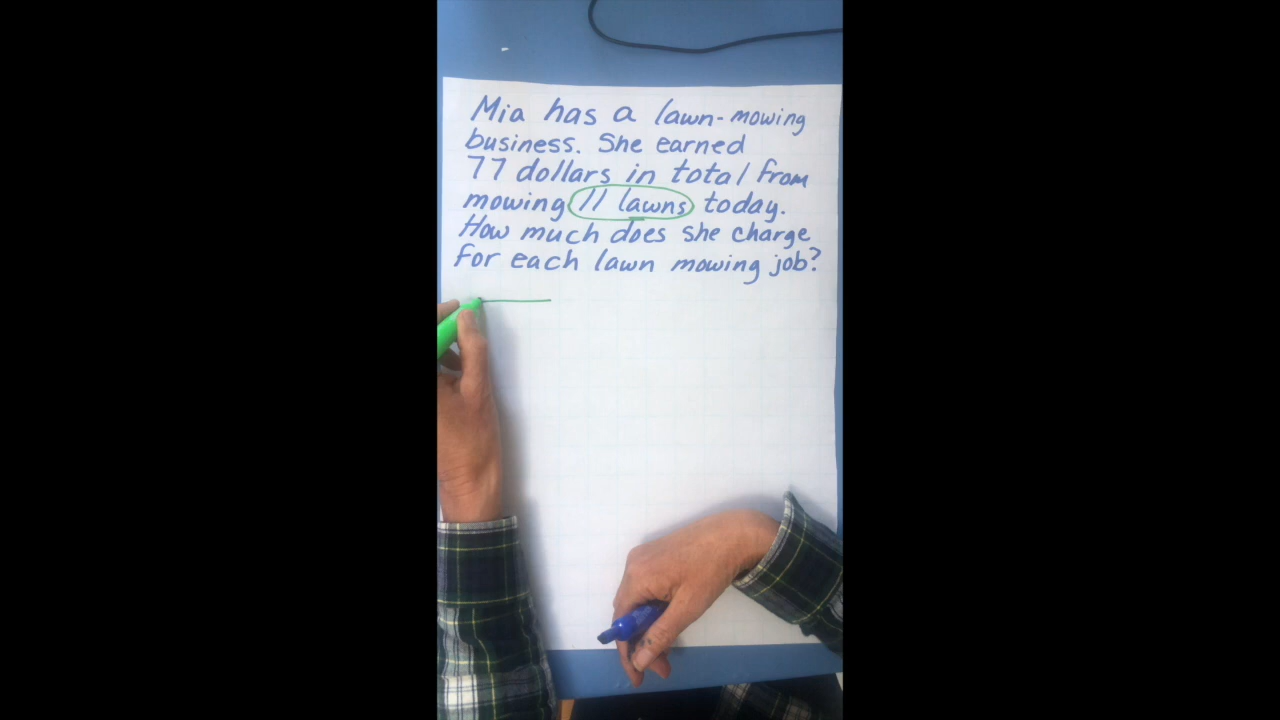 Mia has a lawn-mowing
business. She earned
77 dollars in total from
mowing 11 lawns today.
How much does she charge
for each lawn mowing job?